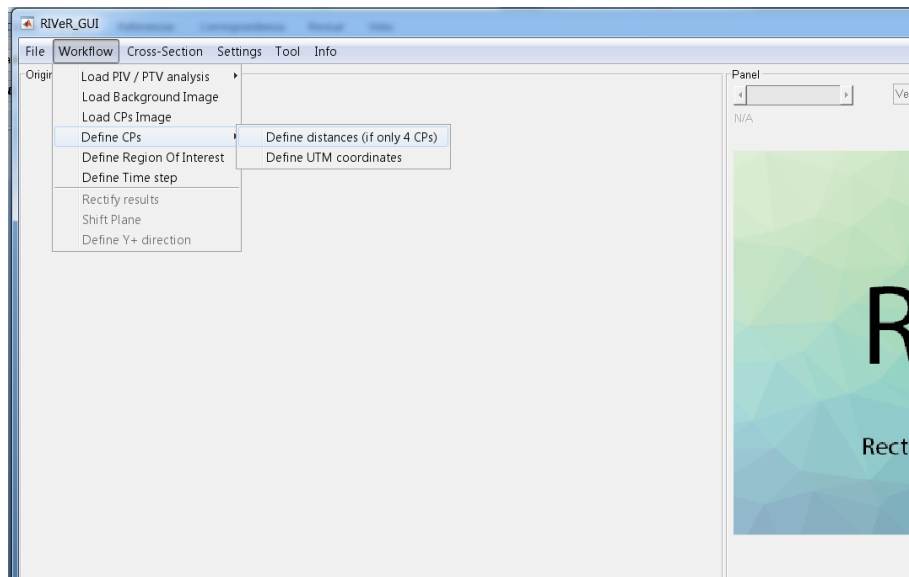 RIVeR_GUI
File Workflow Cross-Section Settings Tool Info
Origin
Load PIV / PTV analysis
Load Background Image
Load CPs Image
Define CPs
Define distances (if only 4 CPs)
Define Region Of Interest
Define UTM coordinates
Define Time step
Rectify results
Shift Plane
Define Y+ direction
Panel
Ve
N/A
R
Rect